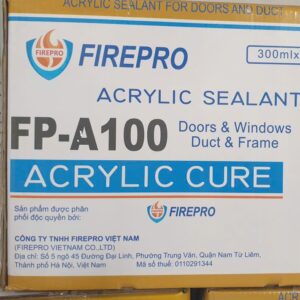 ACRYLIC SEALANT FOR DOORS AND DUCT
FIREPRO
300mlx
ACRYLIC SEALANT
FP-A100
Doors & Windows
Duct & Frame
ACRYLIC CURE
Sản phẩm được phân
phối độc quyền bởi:
FIREPRO
CÔNG TY TNHH FIREPRO VIỆT NAM
(FIREPRO VIETNAM CO.,LTD)
Địa chỉ: Số 5 ngõ 45 Đường Đại Linh, Phường Trung Văn, Quận Nam Từ Liêm,
Thành phố Hà Nội, Việt Nam
Mã số thuế: 0110291344